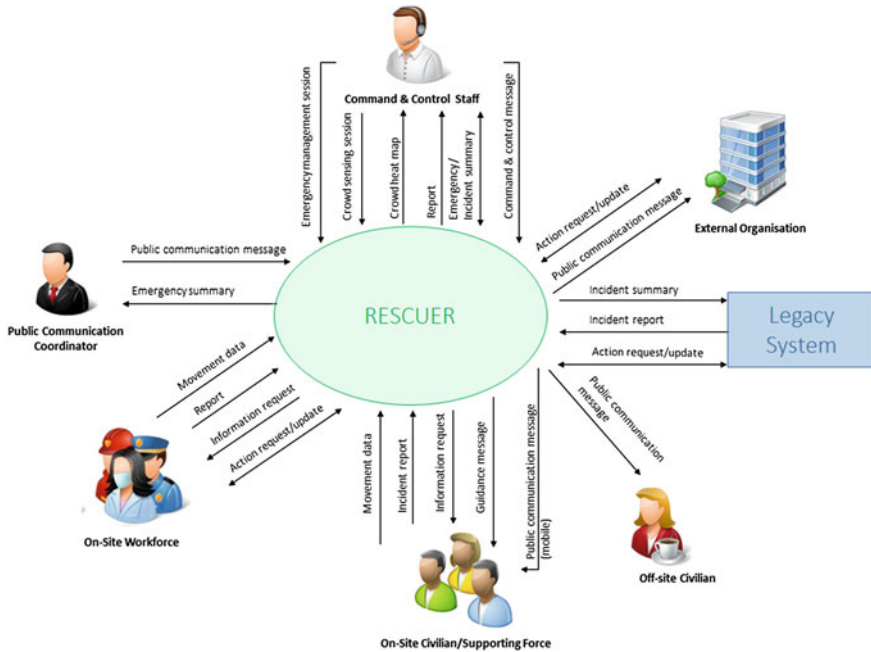 Command & Control Staff
Emergency management session
Crowd sensing session
Crowd heat map
Report
Emergency/
Incident summary
Command & control message
External Organisation
Action request/update
Public communication message
Public communication message
Emergency summary
Public Communication
Coordinator
RESCUER
Incident summary
Incident report
Action request/update
Legacy
System
Movement data
Report
Information request
Action request/update
On-Site Workforce
Movement data
Incident report
Information request
Guidance message
Public communication message
(mobile)
On-Site Civilian/Supporting Force
Public communication
message
Off-site Civilian